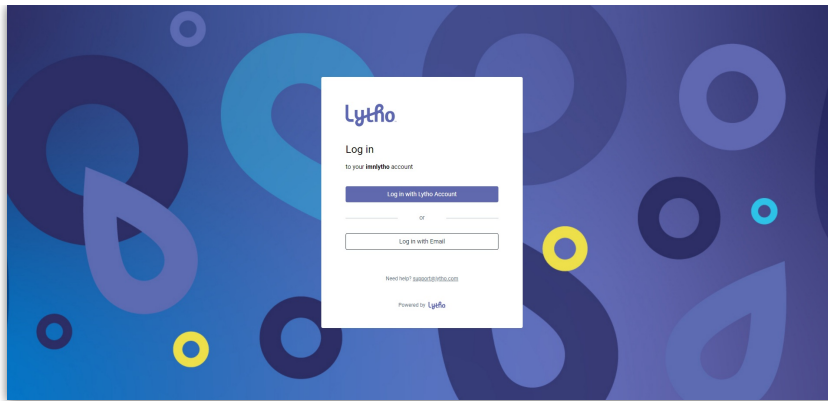 Lytho
Log in
to your imnlytho account
Log in with Lytho Account
or
Log in with Email
Need help? support@lytho.com
Powered by Lytho